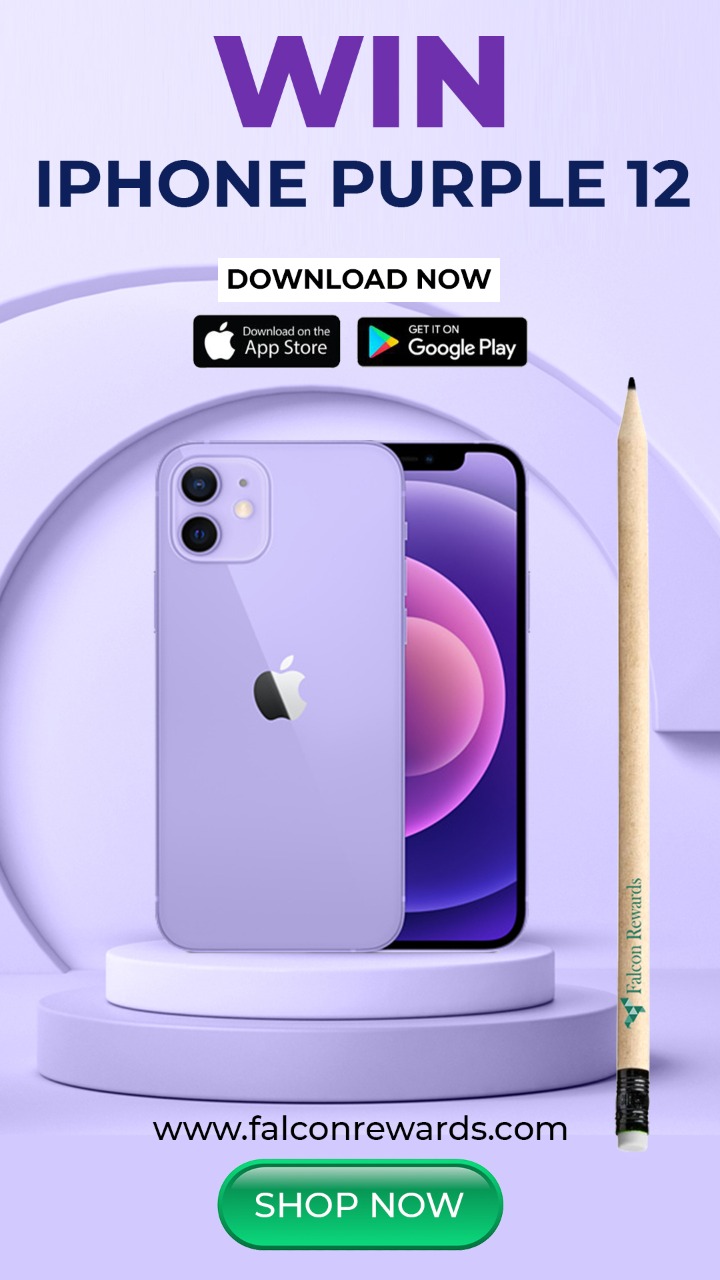 WIN
IPHONE PURPLE 12
DOWNLOAD NOW
Download on the
App Store
GET IT ON
Google Play
Falcon Rewards
www.falconrewards.com
SHOP NOW